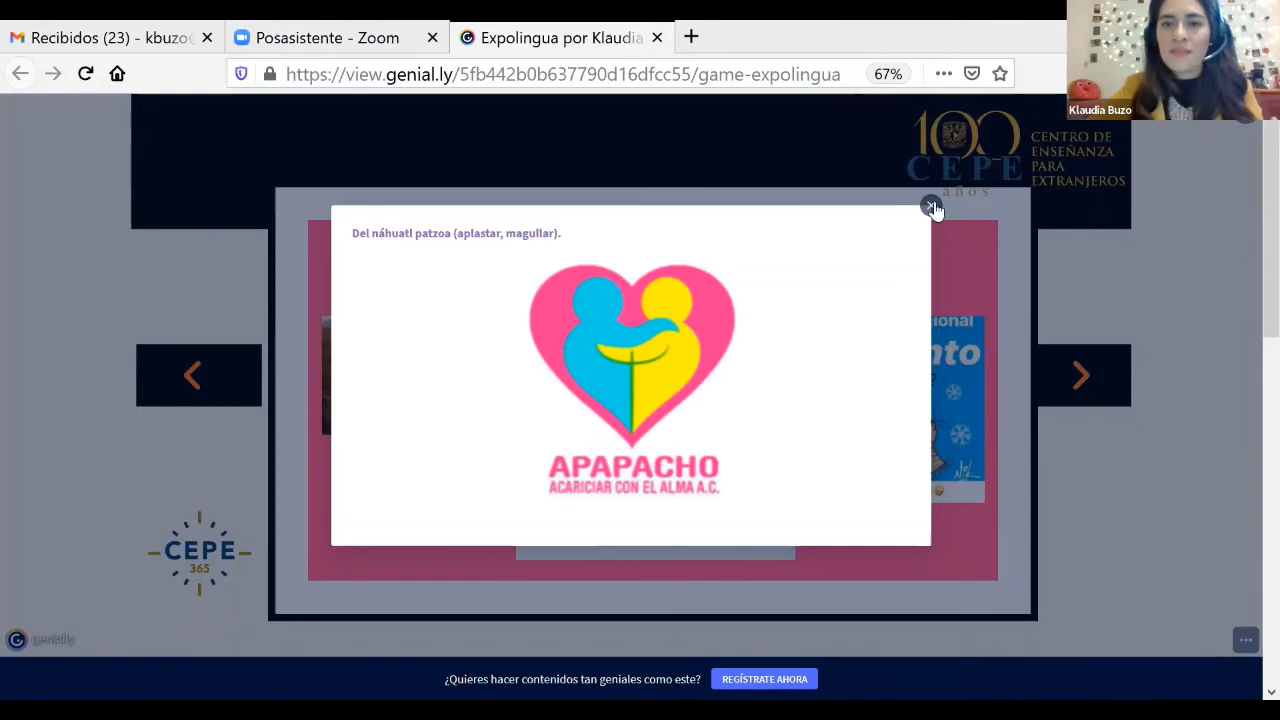 Recibidos (23) - kbuzo@
Posasistente - Zoom
Expolingua por Klaudia
https://view.genial.ly/5fb442b0b637790d16dfcc55/game-expolingua
67%
Klaudia Buzo
100
CEPE
años
CENTRO DE
ENSEÑANZA
PARA
EXTRANJEROS
Del náhuatl patzoa (aplastar, magullar).
APAPACHO
ACARICIAR CON EL ALMA A.C.
CEPE
365
genially
¿Quieres hacer contenidos tan geniales como este?
REGÍSTRATE AHORA